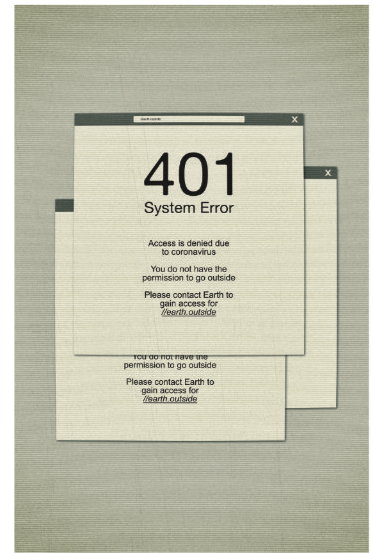 X
401
System Error
Access is denied due
to coronavirus
You do not have the
permission to go outside
Please contact Earth to
gain access for
//earth.outside
X
You do not have the
permission to go outside
Please contact Earth to
gain access for
//earth.outside